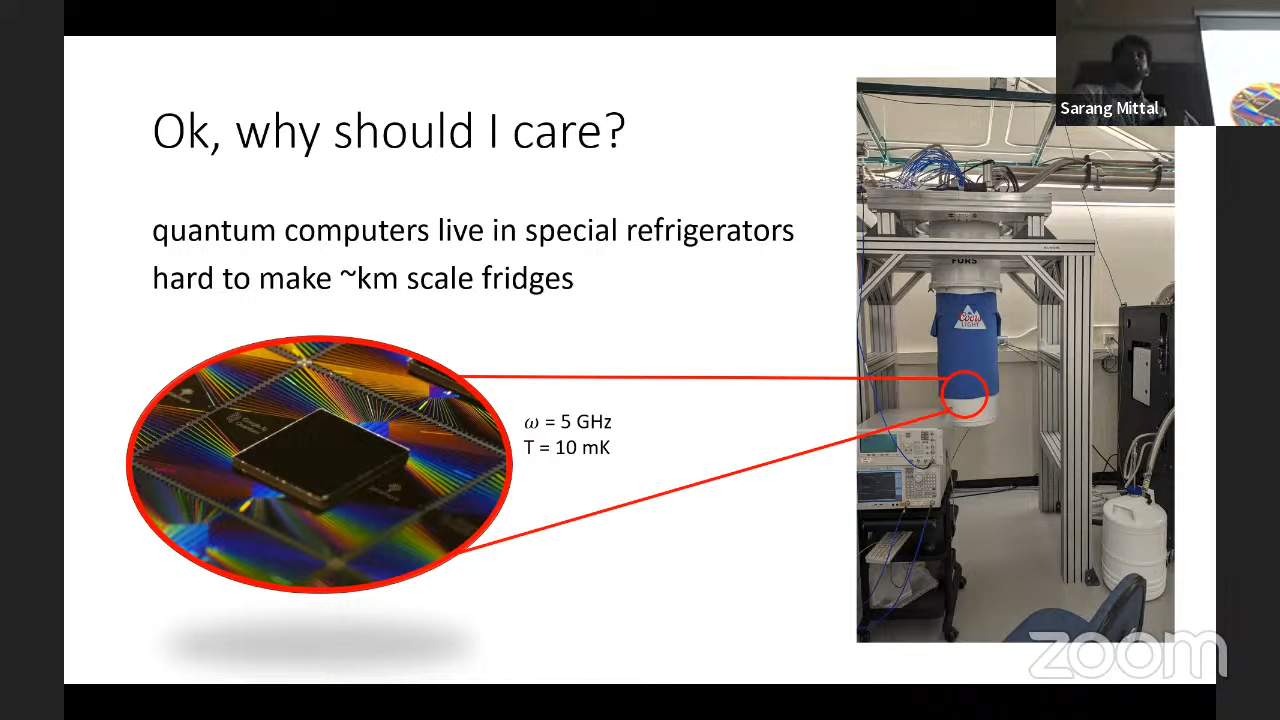 Ok, why should I care?
quantum computers live in special refrigerators
hard to make ~km scale fridges
ω = 5 GHz
T = 10 mK
Sarang Mittal
FORS
Coors
LIGHT
zoom